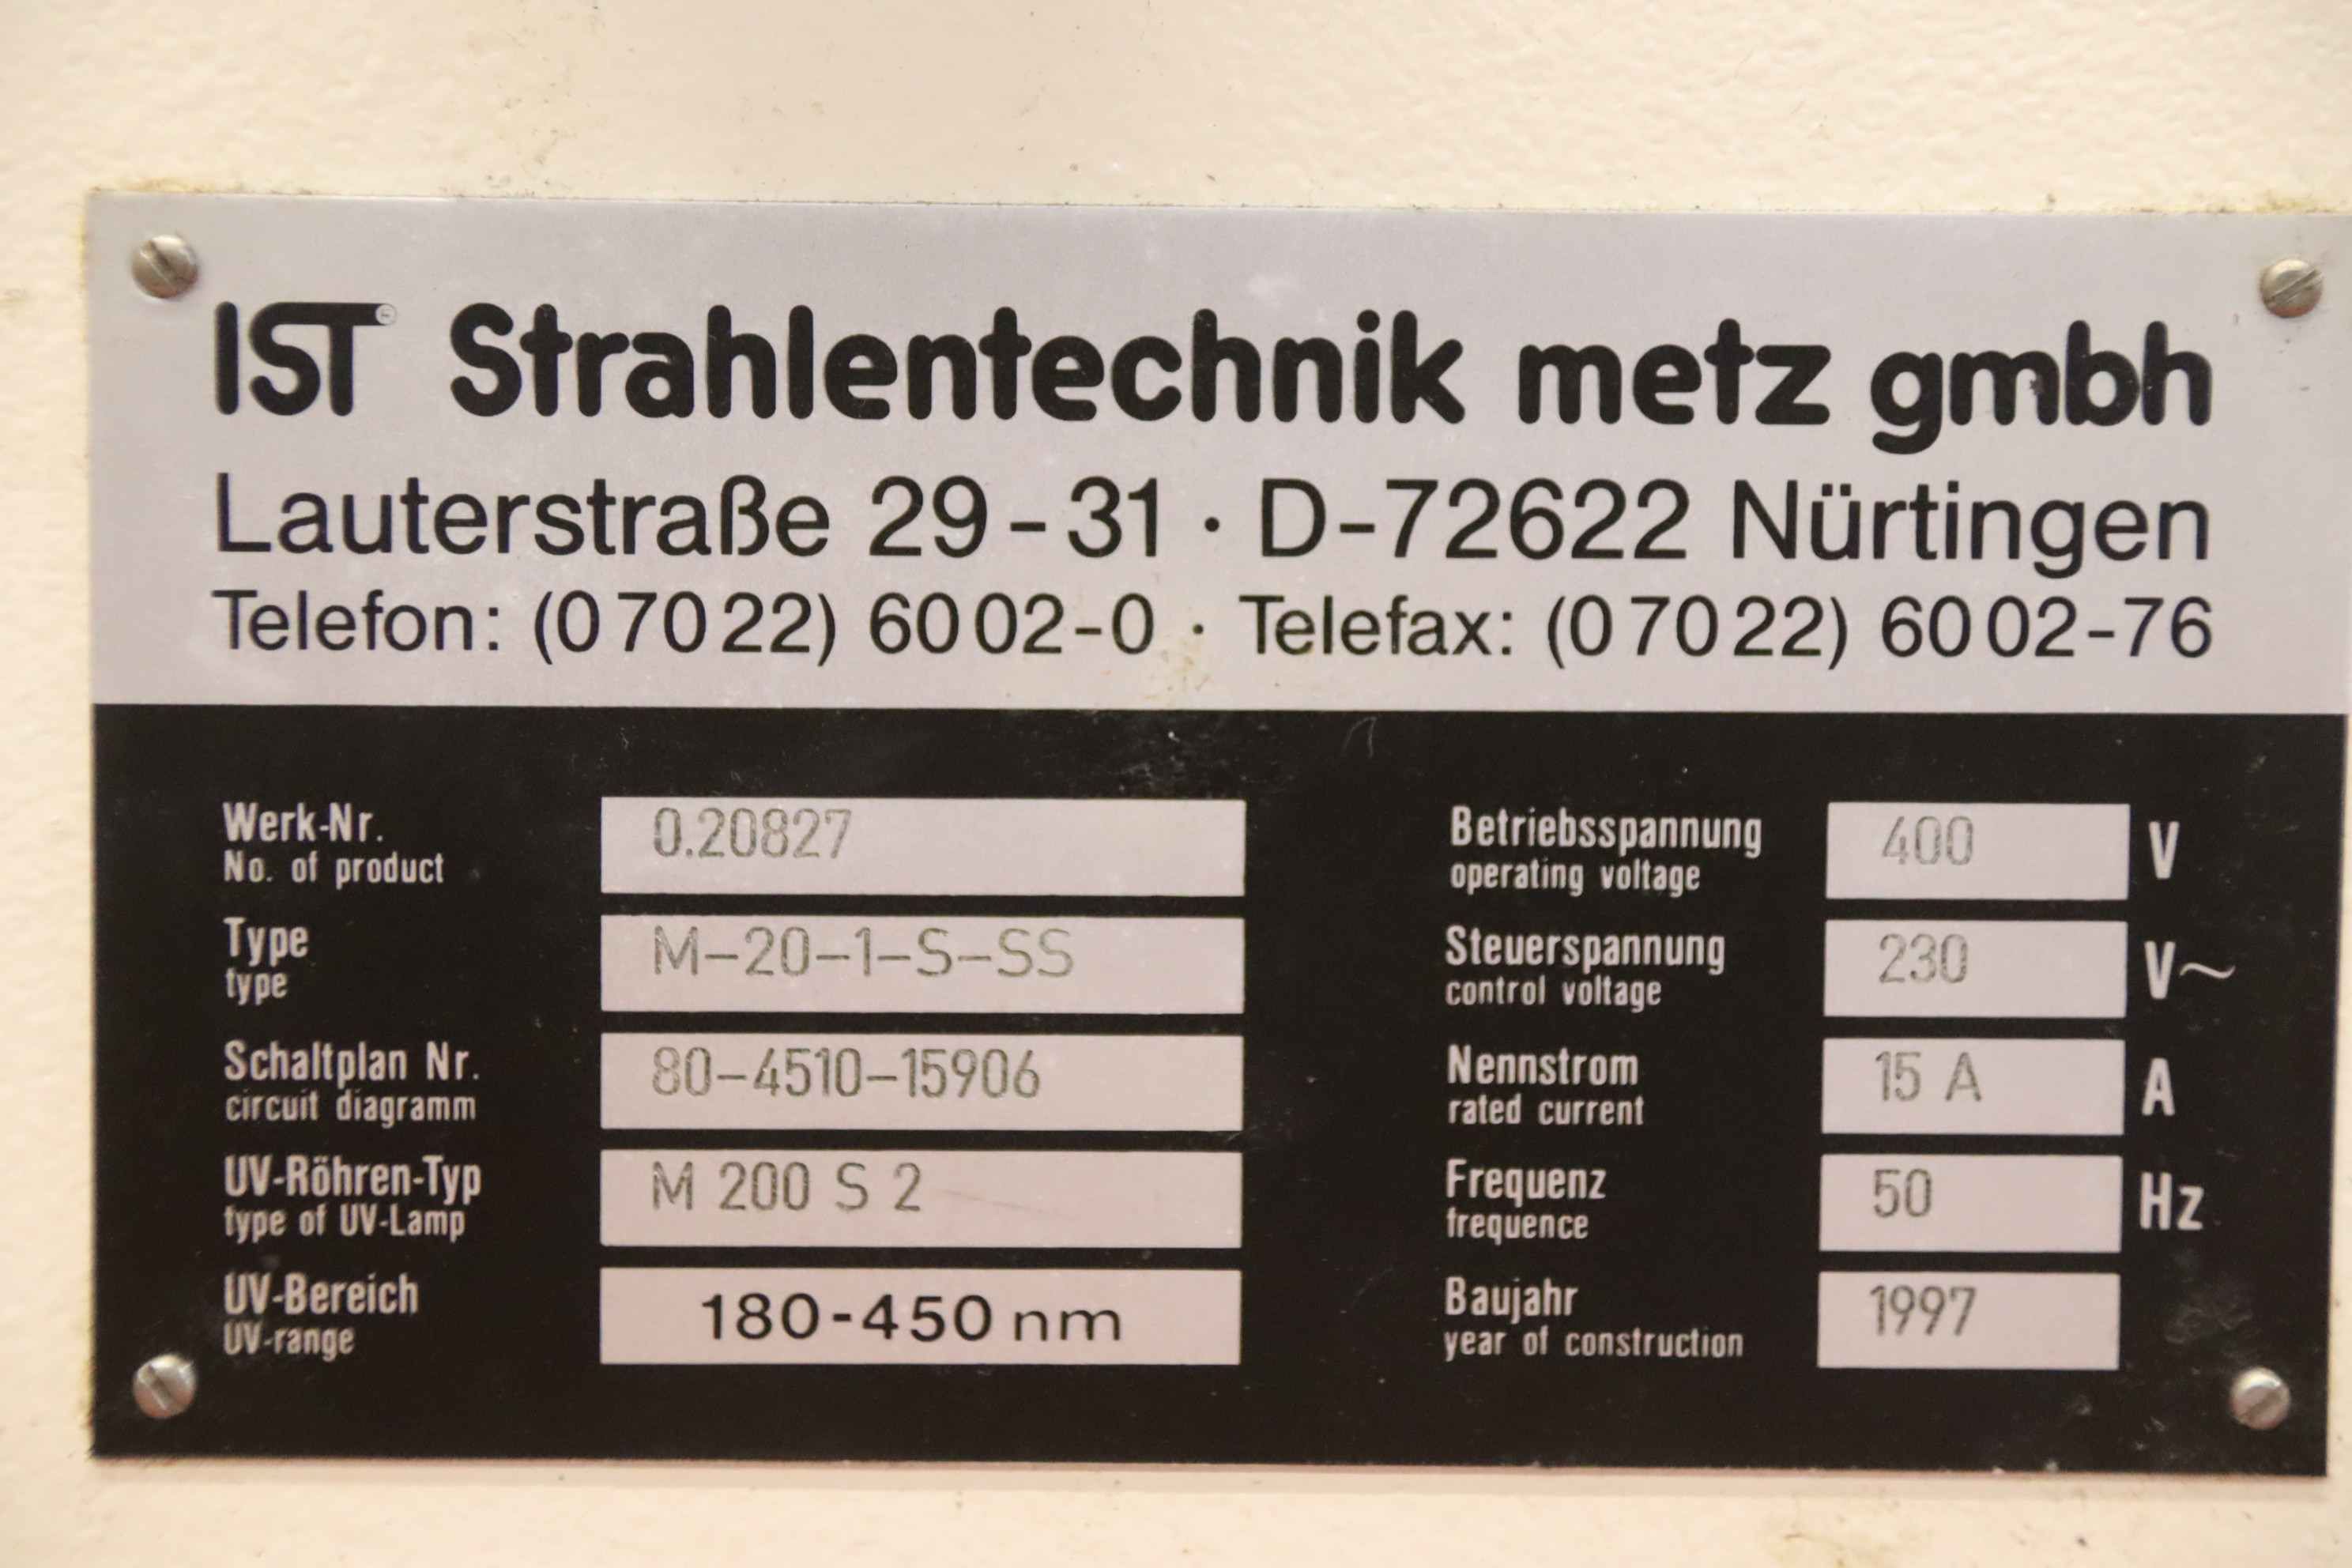 IST® Strahlentechnik metz gmbh
Lauterstraße 29-31 · D-72622 Nürtingen
Telefon: (0 70 22) 60 02-0 · Telefax: (0 70 22) 60 02-76
Werk-Nr. 0.20827
No. of product
Type M-20-1-S-SS
type
Schaltplan Nr. 80-4510-15906
circuit diagramm
UV-Röhren-Typ M 200 S 2
type of UV-Lamp
UV-Bereich 180-450 nm
UV-range
Betriebsspannung 400 V
operating voltage
Steuerspannung 230 V~
control voltage
Nennstrom 15 A A
rated current
Frequenz 50 Hz
frequence
Baujahr 1997
year of construction